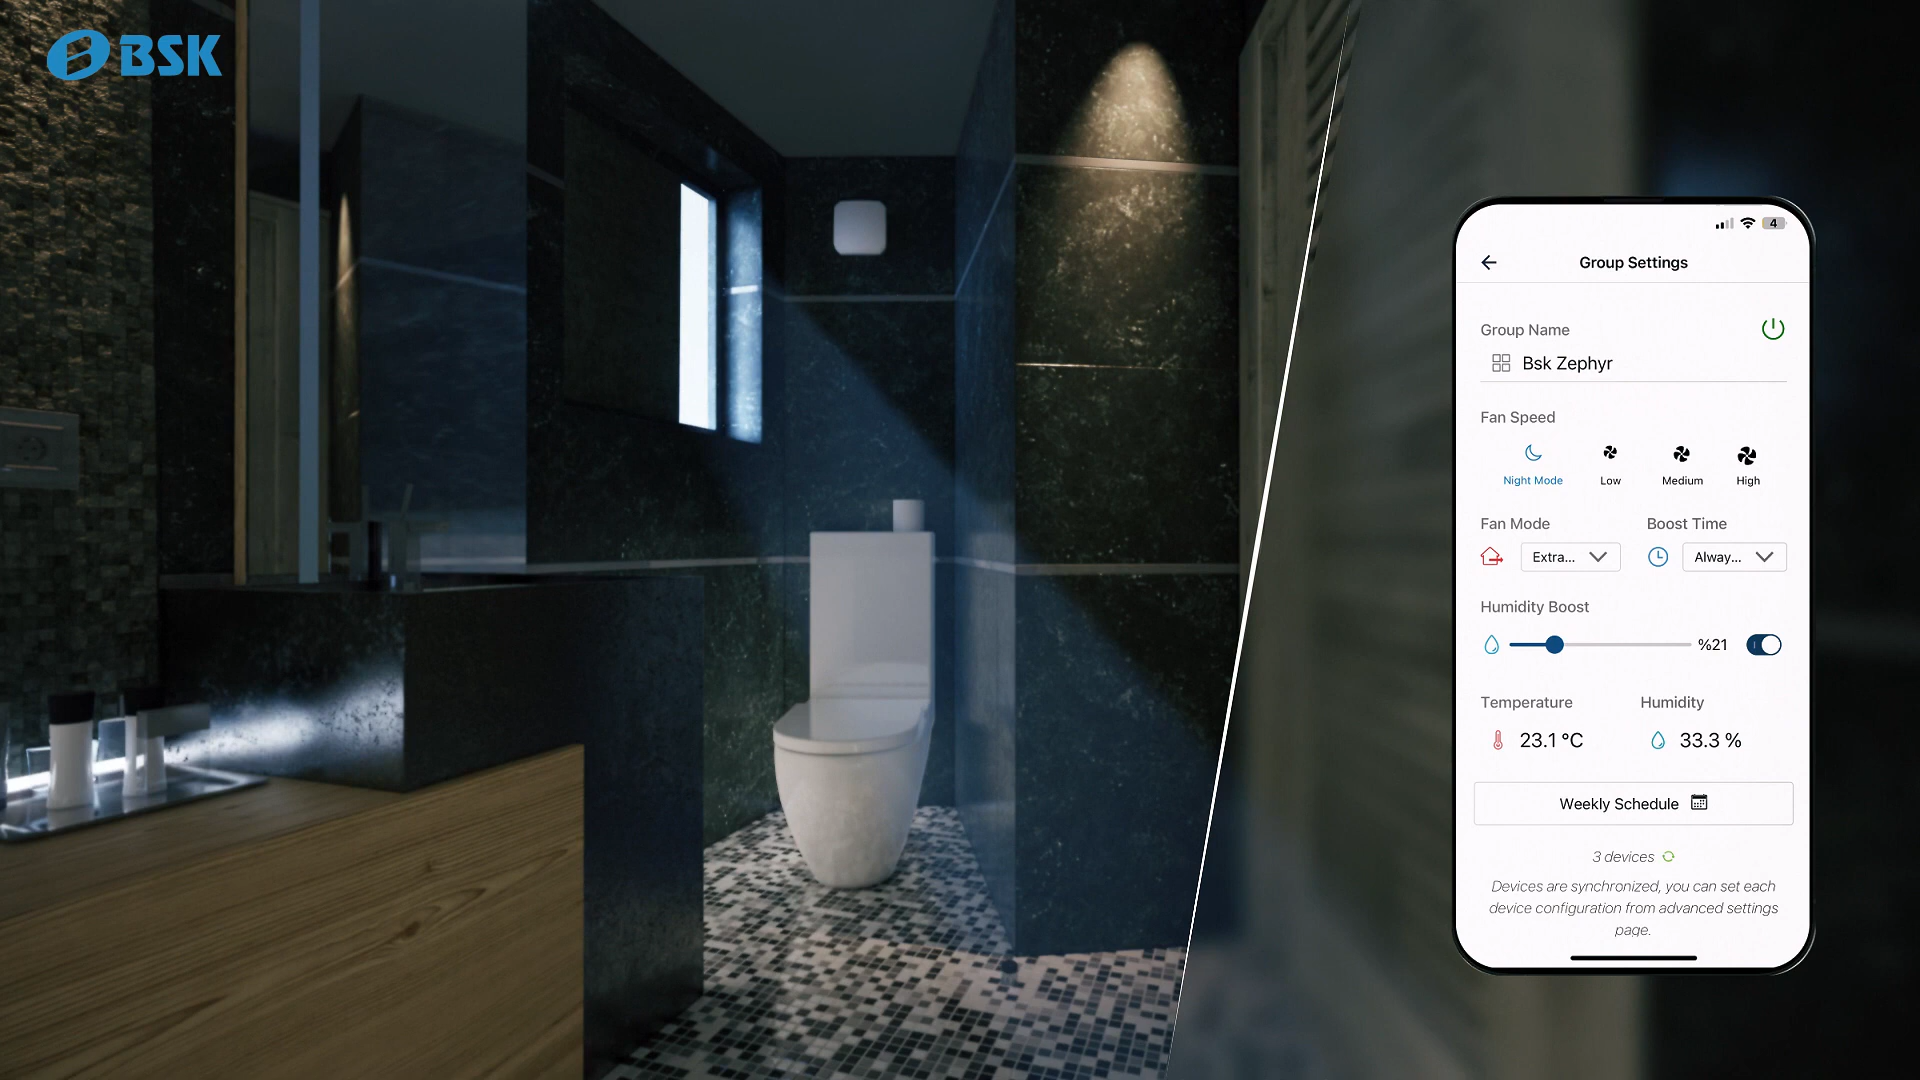 BSK
4
Group Settings
Group Name
Bsk Zephyr
Fan Speed
Night Mode Low Medium High
Fan Mode Boost Time
Extra... Alway...
Humidity Boost
%21
Temperature Humidity
23.1 °C 33.3 %
Weekly Schedule
3 devices
Devices are synchronized, you can set each
device configuration from advanced settings
page.